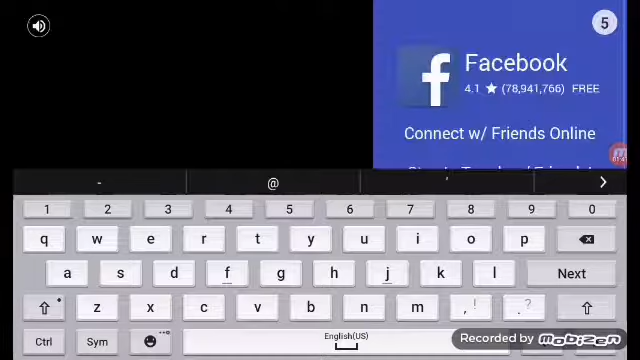 5
f
Facebook
4.1 ★ (78,941,766) FREE
Connect w/ Friends Online
- @ ' >
1 2 3 4 5 6 7 8 9 0
q w e r t y u i o p
a s d f g h j k l Next
z x c v b n m , ! . ?
Ctrl Sym English(US)
Recorded by MOBIZEN